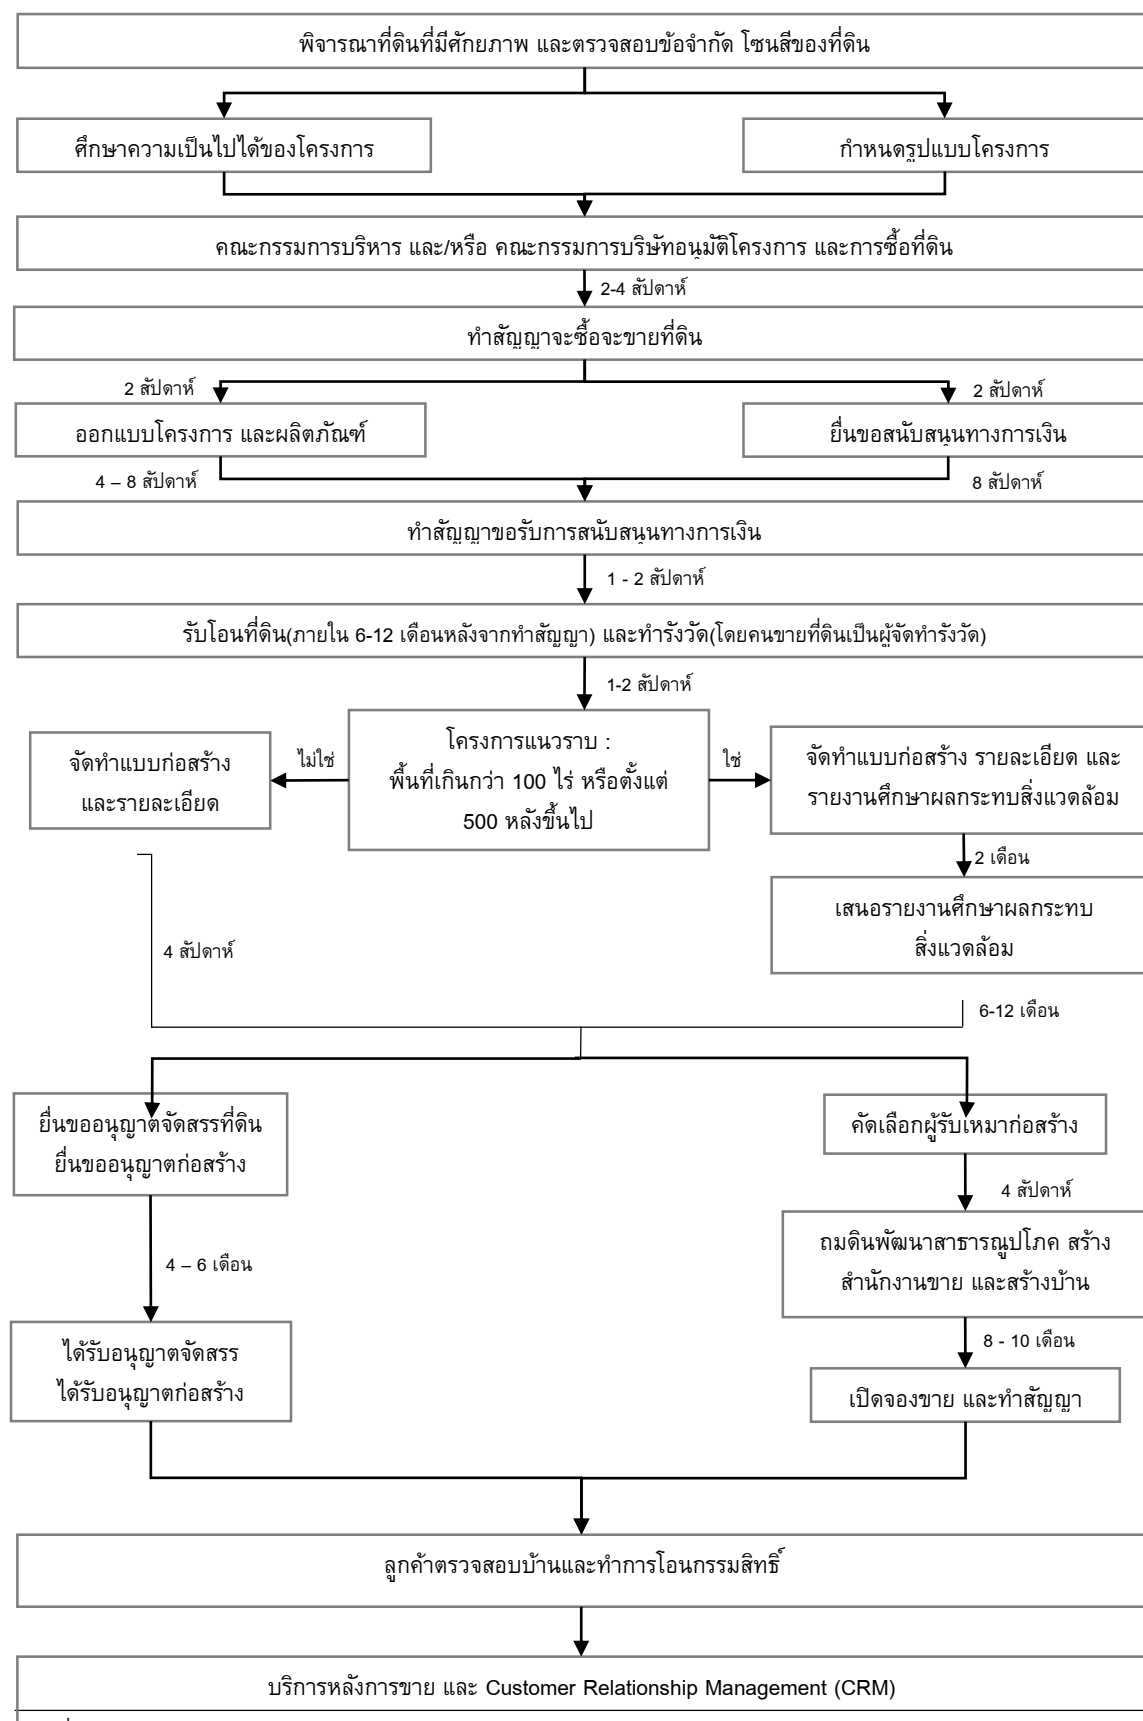 พิจารณาที่ดินที่มีศักยภาพ และตรวจสอบข้อจำกัด โซนสีของที่ดิน
ศึกษาความเป็นไปได้ของโครงการ
กำหนดรูปแบบโครงการ
คณะกรรมการบริหาร และ/หรือ คณะกรรมการบริษัทอนุมัติโครงการ และการซื้อที่ดิน
2-4 สัปดาห์
ทำสัญญาจะซื้อจะขายที่ดิน
2 สัปดาห์
2 สัปดาห์
ออกแบบโครงการ และผลิตภัณฑ์
ยื่นขอสนับสนุนทางการเงิน
4 – 8 สัปดาห์
8 สัปดาห์
ทำสัญญาขอรับการสนับสนุนทางการเงิน
1 - 2 สัปดาห์
รับโอนที่ดิน(ภายใน 6-12 เดือนหลังจากทำสัญญา) และทำรังวัด(โดยคนขายที่ดินเป็นผู้จัดทำรังวัด)
1-2 สัปดาห์
จัดทำแบบก่อสร้าง
และรายละเอียด
ไม่ใช่
โครงการแนวราบ :
พื้นที่เกินกว่า 100 ไร่ หรือตั้งแต่
500 หลังขึ้นไป
ใช่
จัดทำแบบก่อสร้าง รายละเอียด และ
รายงานศึกษาผลกระทบสิ่งแวดล้อม
2 เดือน
เสนอรายงานศึกษาผลกระทบ
สิ่งแวดล้อม
4 สัปดาห์
6-12 เดือน
ยื่นขออนุญาตจัดสรรที่ดิน
ยื่นขออนุญาตก่อสร้าง
คัดเลือกผู้รับเหมาก่อสร้าง
4 สัปดาห์
ถมดินพัฒนาสาธารณูปโภค สร้าง
สำนักงานขาย และสร้างบ้าน
4 – 6 เดือน
8 - 10 เดือน
ได้รับอนุญาตจัดสรร
ได้รับอนุญาตก่อสร้าง
เปิดจองขาย และทำสัญญา
ลูกค้าตรวจสอบบ้านและทำการโอนกรรมสิทธิ์
บริการหลังการขาย และ Customer Relationship Management (CRM)